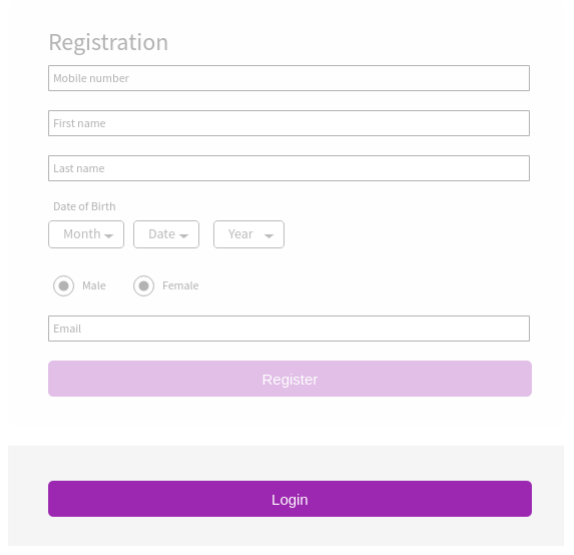 Registration
Mobile number
First name
Last name
Date of Birth
Month Date Year
Male Female
Email
Register
Login